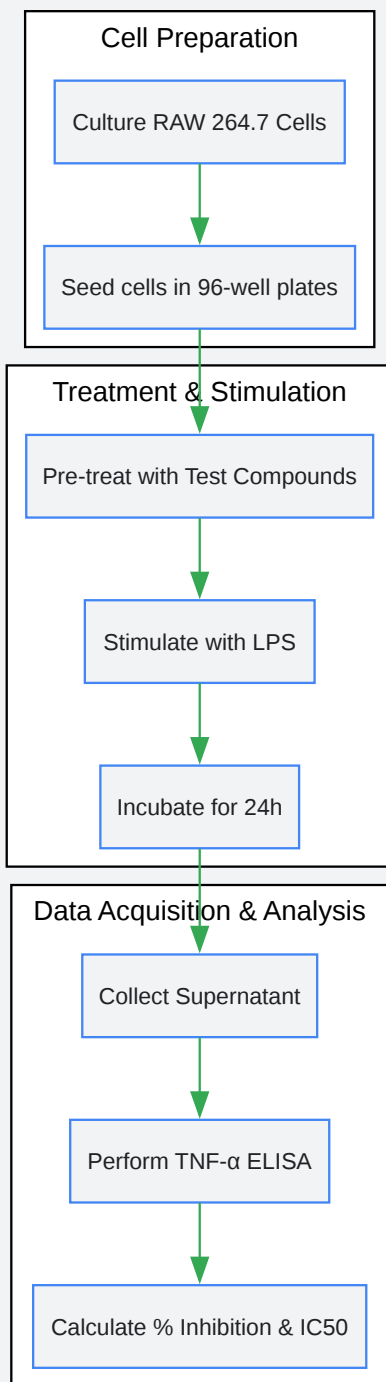 Cell Preparation
Culture RAW 264.7 Cells
Seed cells in 96-well plates
Treatment & Stimulation
Pre-treat with Test Compounds
Stimulate with LPS
Incubate for 24h
Data Acquisition & Analysis
Collect Supernatant
Perform TNF-α ELISA
Calculate % Inhibition & IC50